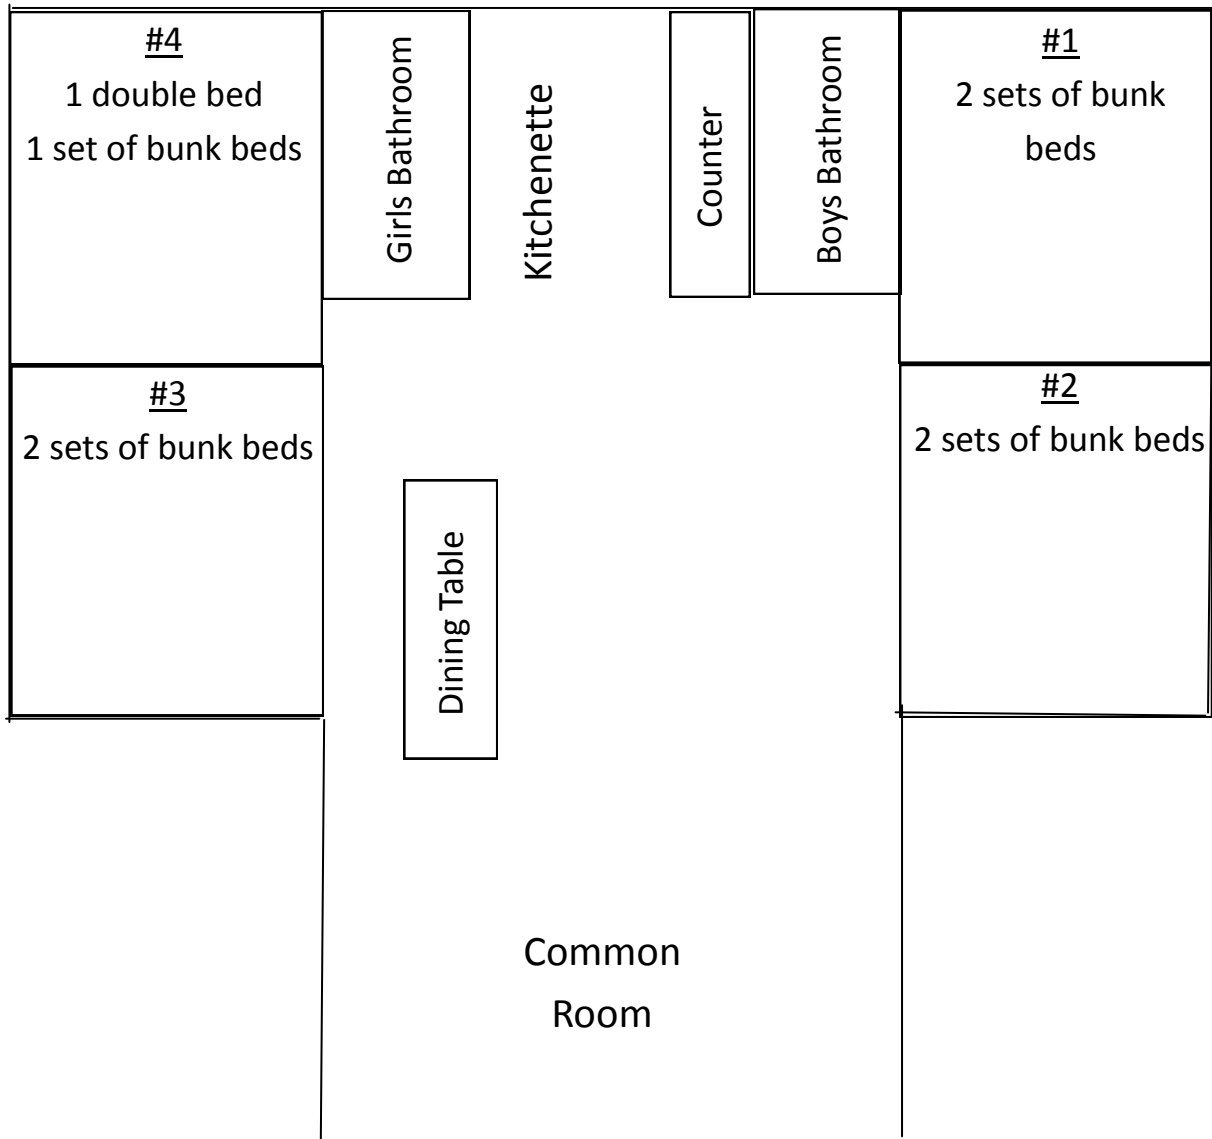 #4
1 double bed
1 set of bunk beds
Girls Bathroom
Kitchenette
Counter
Boys Bathroom
#1
2 sets of bunk
beds
#3
2 sets of bunk beds
#2
2 sets of bunk beds
Dining Table
Common
Room